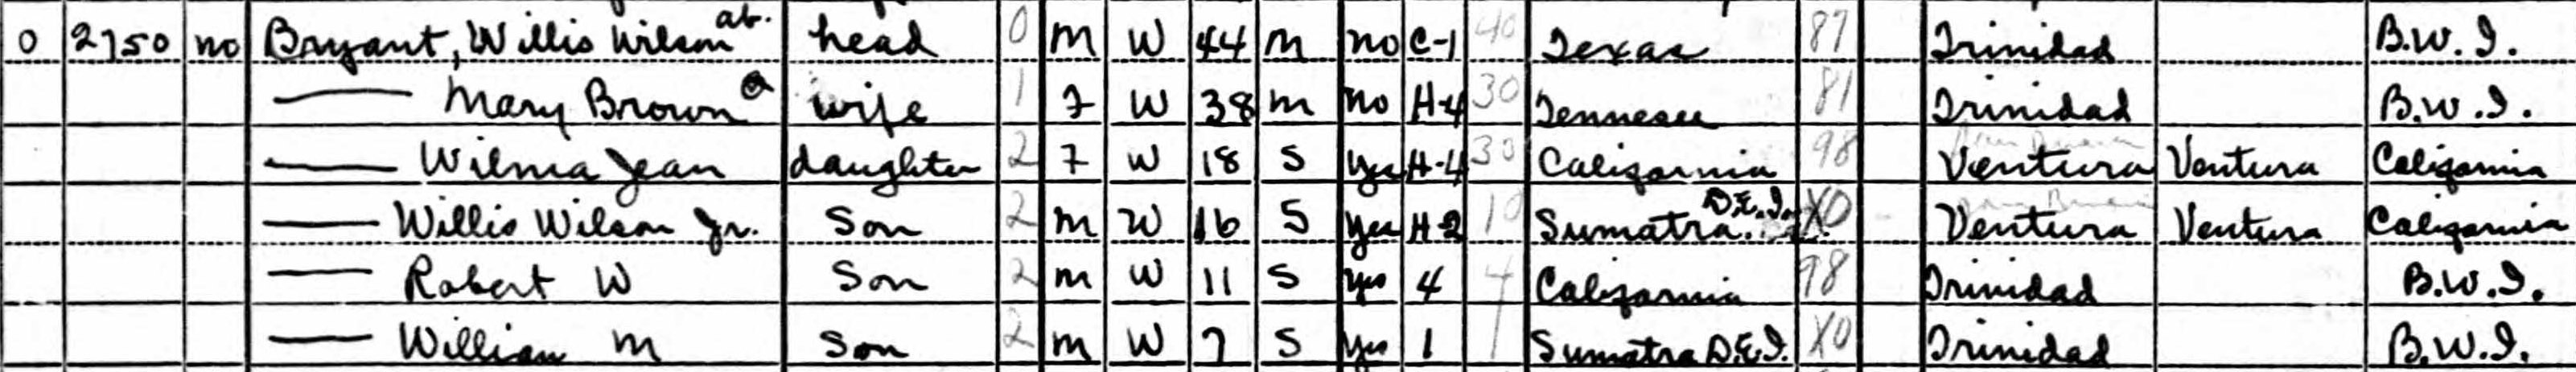 0 2750 no Bryant, Willis Wilson ab. head 0 M W 44 M no C-1 40 Texas 87 Trinidad B.W.I.
— Mary Brown wife 1 F W 38 M no H-4 30 Tennessee 81 Trinidad B.W.I.
— Wilma Jean daughter 2 F W 18 S yes H-4 30 California 98 Ventura Ventura California
— Willis Wilson Jr. Son 2 M W 16 S yes H-2 10 Sumatra D.E.I. X0 Ventura Ventura California
— Robert W Son 2 M W 11 S yes 4 4 California 98 Trinidad B.W.I.
— William M Son 2 M W 7 S yes 1 1 Sumatra D.E.I. X0 Trinidad B.W.I.